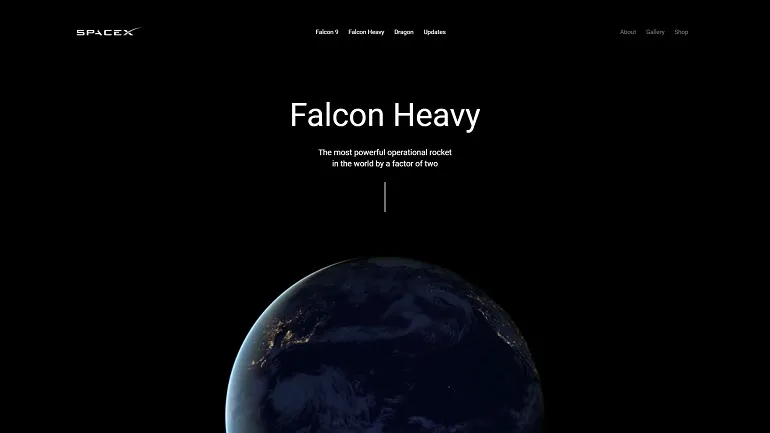 SPACEX
Falcon 9 Falcon Heavy Dragon Updates
About Gallery Shop
Falcon Heavy
The most powerful operational rocket
in the world by a factor of two